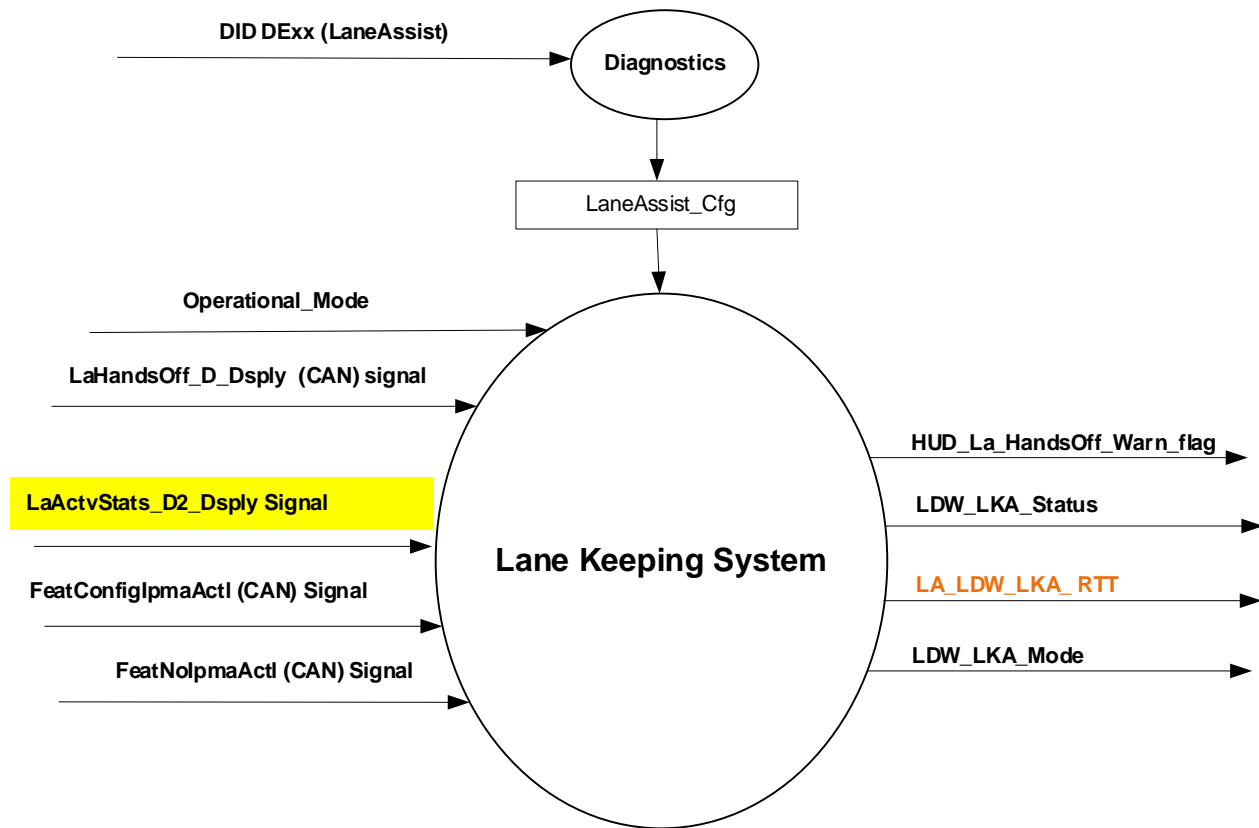 DID DExx (LaneAssist)
Diagnostics
LaneAssist_Cfg
Operational_Mode
LaHandsOff_D_Dsply (CAN) signal
LaActvStats_D2_Dsply Signal
FeatConfigIpmaActl (CAN) Signal
FeatNoIpmaActl (CAN) Signal
Lane Keeping System
HUD_La_HandsOff_Warn_flag
LDW_LKA_Status
LA_LDW_LKA_ RTT
LDW_LKA_Mode